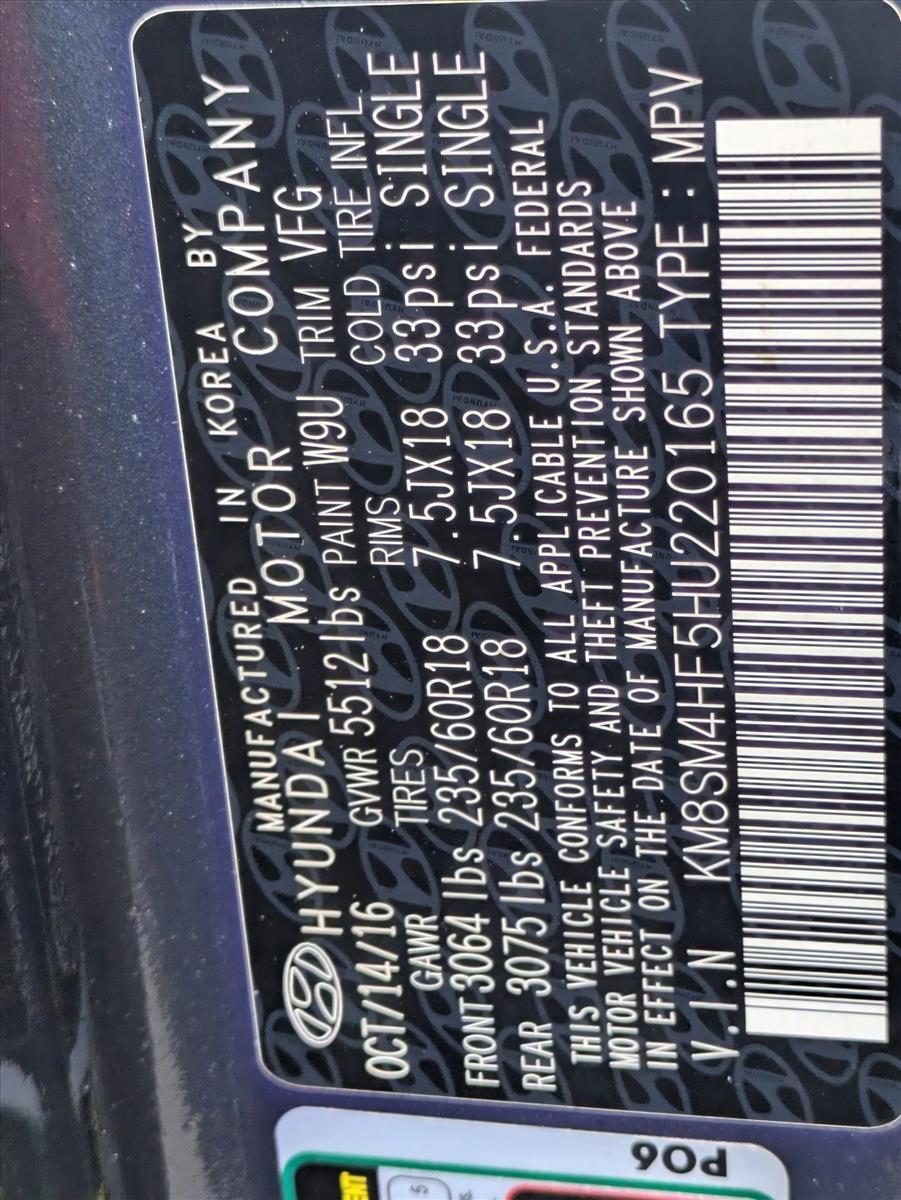 MANUFACTURED IN KOREA BY
HYUNDAI MOTOR COMPANY
OCT/14/16 GVWR 5512lbs PAINT W9U TRIM VFG
GAWR TIRES RIMS COLD TIRE INFL
FRONT 3064 lbs 235/60R18 7.5JX18 33psi SINGLE
REAR 3075 lbs 235/60R18 7.5JX18 33psi SINGLE
THIS VEHICLE CONFORMS TO ALL APPLICABLE U.S.A. FEDERAL
MOTOR VEHICLE SAFETY AND THEFT PREVENTION STANDARDS
IN EFFECT ON THE DATE OF MANUFACTURE SHOWN ABOVE
V.I.N KM8SM4HF5HU220165 TYPE : MPV
P06